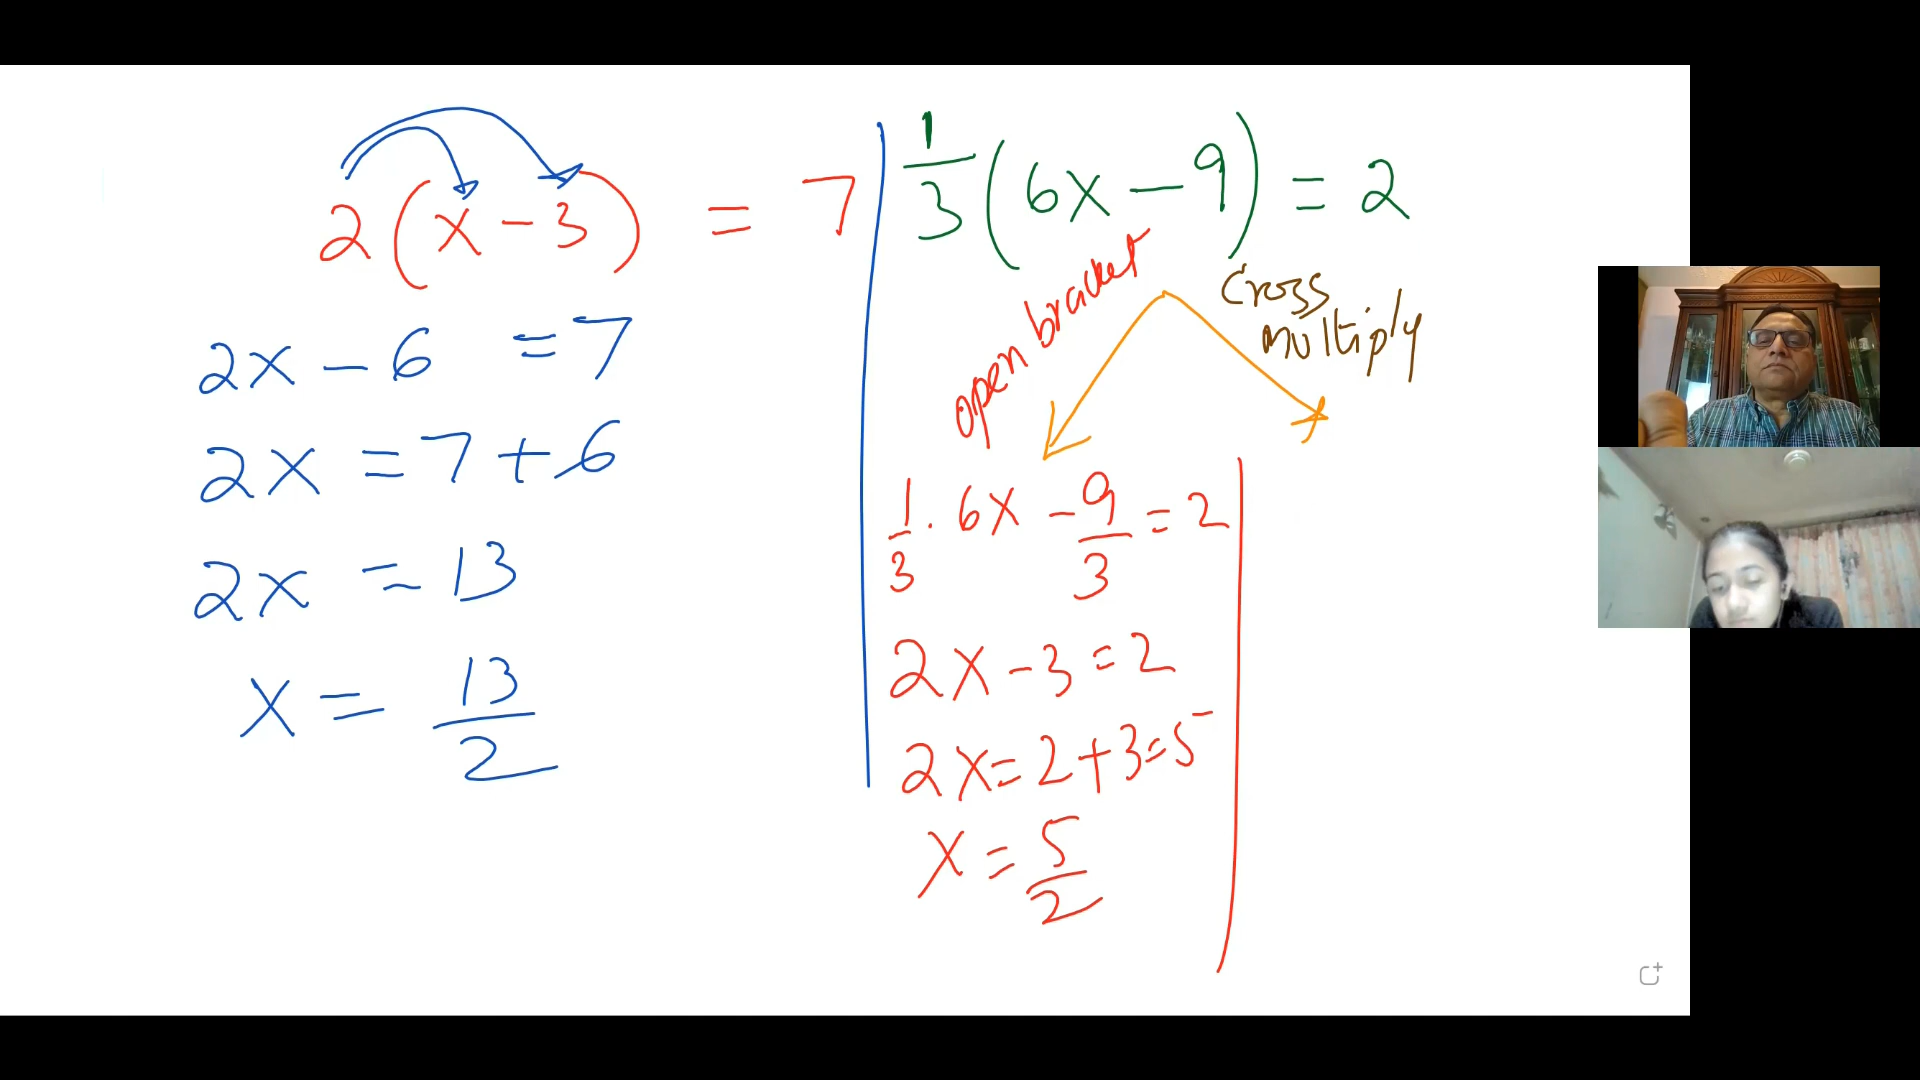 2(x-3) = 7
2x - 6 = 7
2x = 7 + 6
2x = 13
x = 13/2
1/3(6x - 9) = 2
open bracket
Cross
multiply
1/3 . 6x - 9/3 = 2
2x - 3 = 2
2x = 2 + 3 = 5
x = 5/2